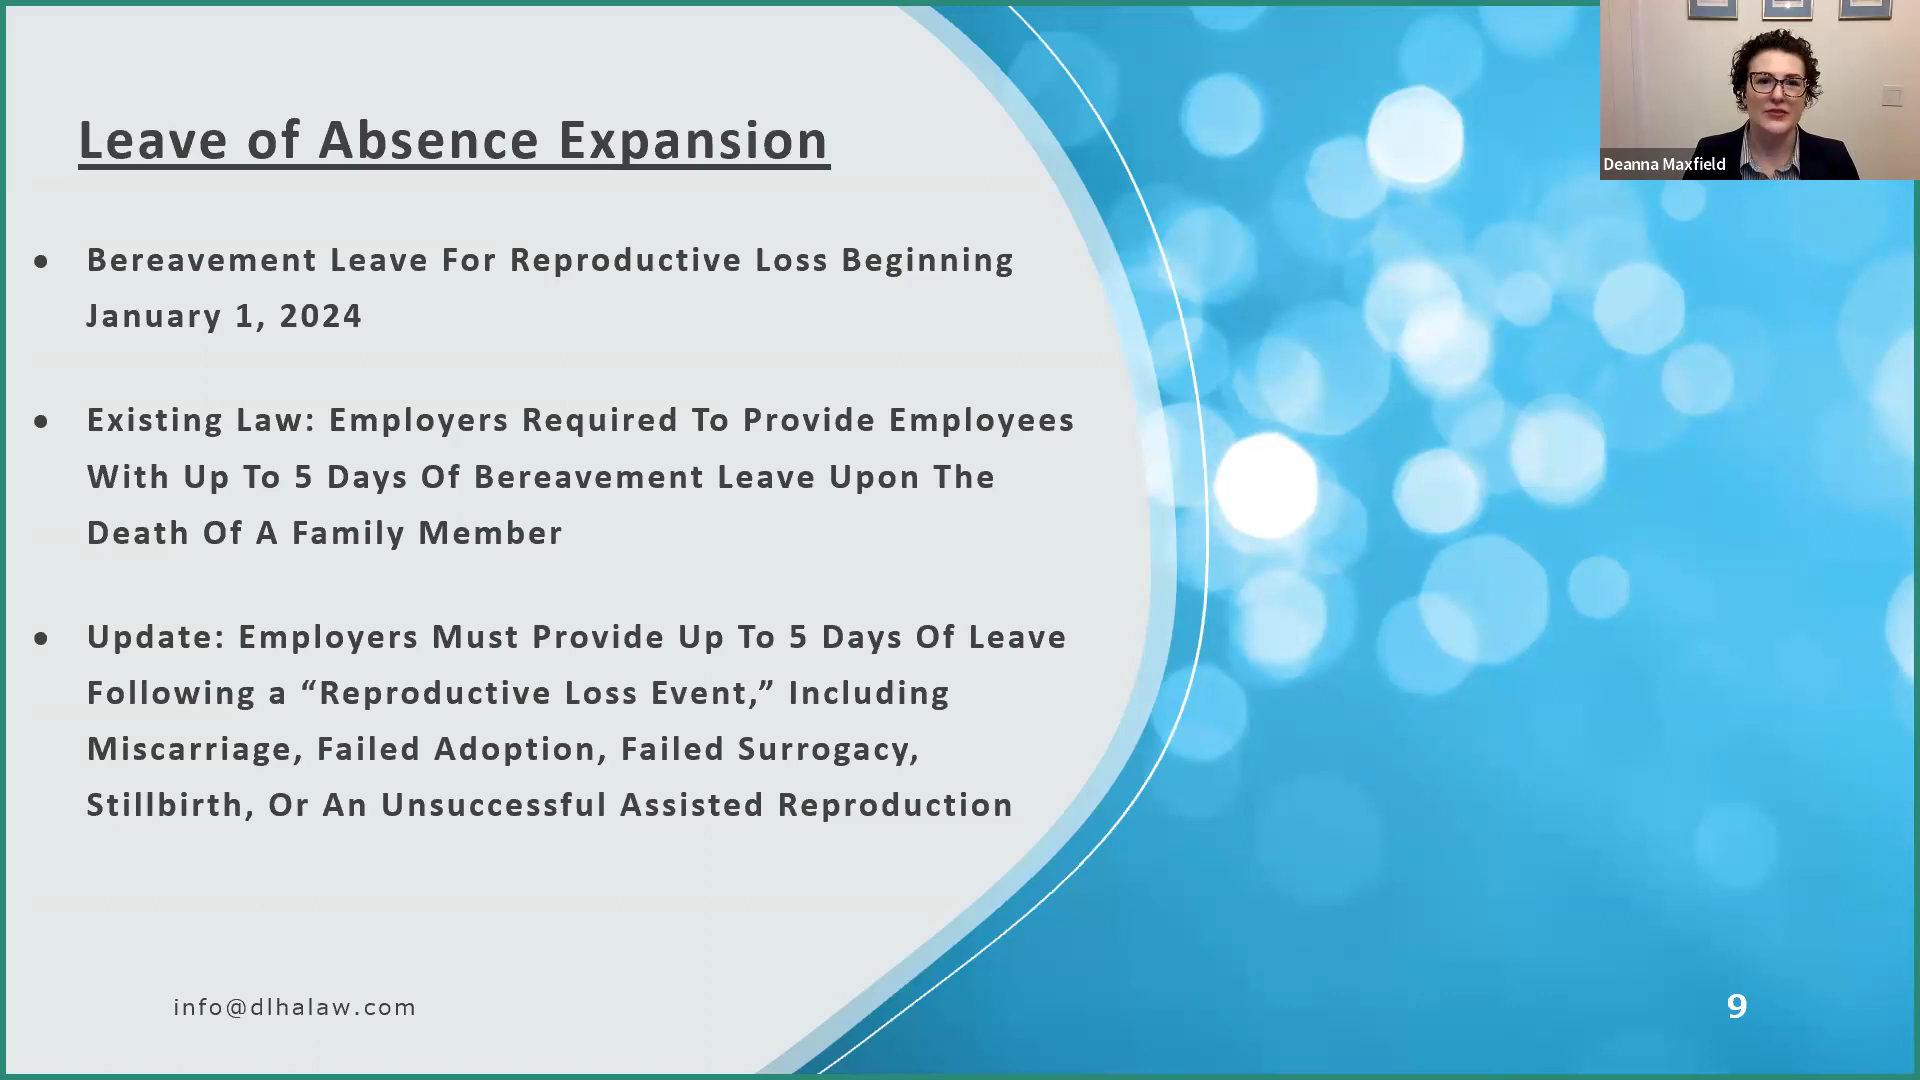 Leave of Absence Expansion
• Bereavement Leave For Reproductive Loss Beginning
January 1, 2024
• Existing Law: Employers Required To Provide Employees
With Up To 5 Days Of Bereavement Leave Upon The
Death Of A Family Member
• Update: Employers Must Provide Up To 5 Days Of Leave
Following a “Reproductive Loss Event,” Including
Miscarriage, Failed Adoption, Failed Surrogacy,
Stillbirth, Or An Unsuccessful Assisted Reproduction
info@dlhalaw.com
9
Deanna Maxfield